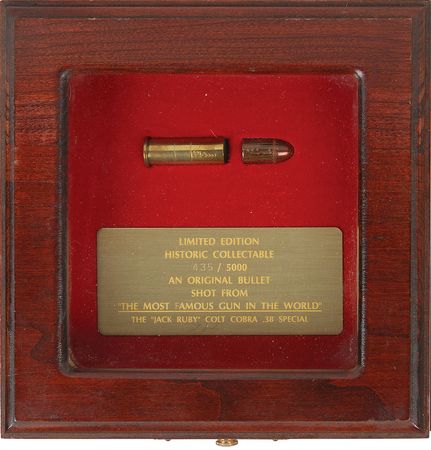 LIMITED EDITION
HISTORIC COLLECTABLE
435 / 5000
AN ORIGINAL BULLET
SHOT FROM
"THE MOST FAMOUS GUN IN THE WORLD"
THE "JACK RUBY" COLT COBRA .38 SPECIAL